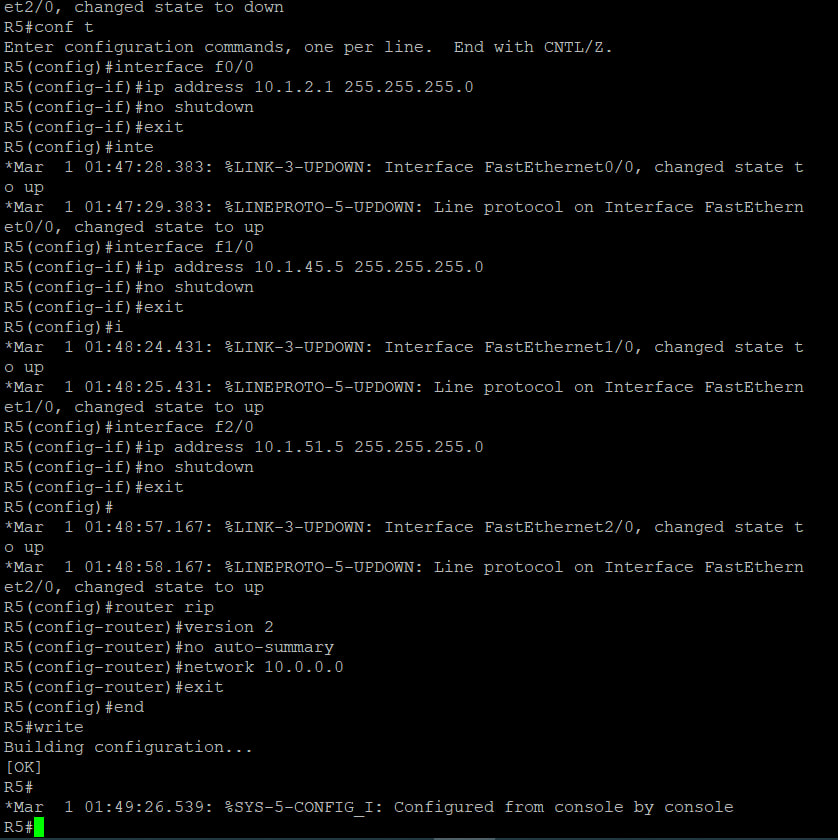 et2/0, changed state to down
R5#conf t
Enter configuration commands, one per line.  End with CNTL/Z.
R5(config)#interface f0/0
R5(config-if)#ip address 10.1.2.1 255.255.255.0
R5(config-if)#no shutdown
R5(config-if)#exit
R5(config)#inte
*Mar  1 01:47:28.383: %LINK-3-UPDOWN: Interface FastEthernet0/0, changed state t
o up
*Mar  1 01:47:29.383: %LINEPROTO-5-UPDOWN: Line protocol on Interface FastEthern
et0/0, changed state to up
R5(config)#interface f1/0
R5(config-if)#ip address 10.1.45.5 255.255.255.0
R5(config-if)#no shutdown
R5(config-if)#exit
R5(config)#i
*Mar  1 01:48:24.431: %LINK-3-UPDOWN: Interface FastEthernet1/0, changed state t
o up
*Mar  1 01:48:25.431: %LINEPROTO-5-UPDOWN: Line protocol on Interface FastEthern
et1/0, changed state to up
R5(config)#interface f2/0
R5(config-if)#ip address 10.1.51.5 255.255.255.0
R5(config-if)#no shutdown
R5(config-if)#exit
R5(config)#
*Mar  1 01:48:57.167: %LINK-3-UPDOWN: Interface FastEthernet2/0, changed state t
o up
*Mar  1 01:48:58.167: %LINEPROTO-5-UPDOWN: Line protocol on Interface FastEthern
et2/0, changed state to up
R5(config)#router rip
R5(config-router)#version 2
R5(config-router)#no auto-summary
R5(config-router)#network 10.0.0.0
R5(config-router)#exit
R5(config)#end
R5#write
Building configuration...
[OK]
R5#
*Mar  1 01:49:26.539: %SYS-5-CONFIG_I: Configured from console by console
R5#